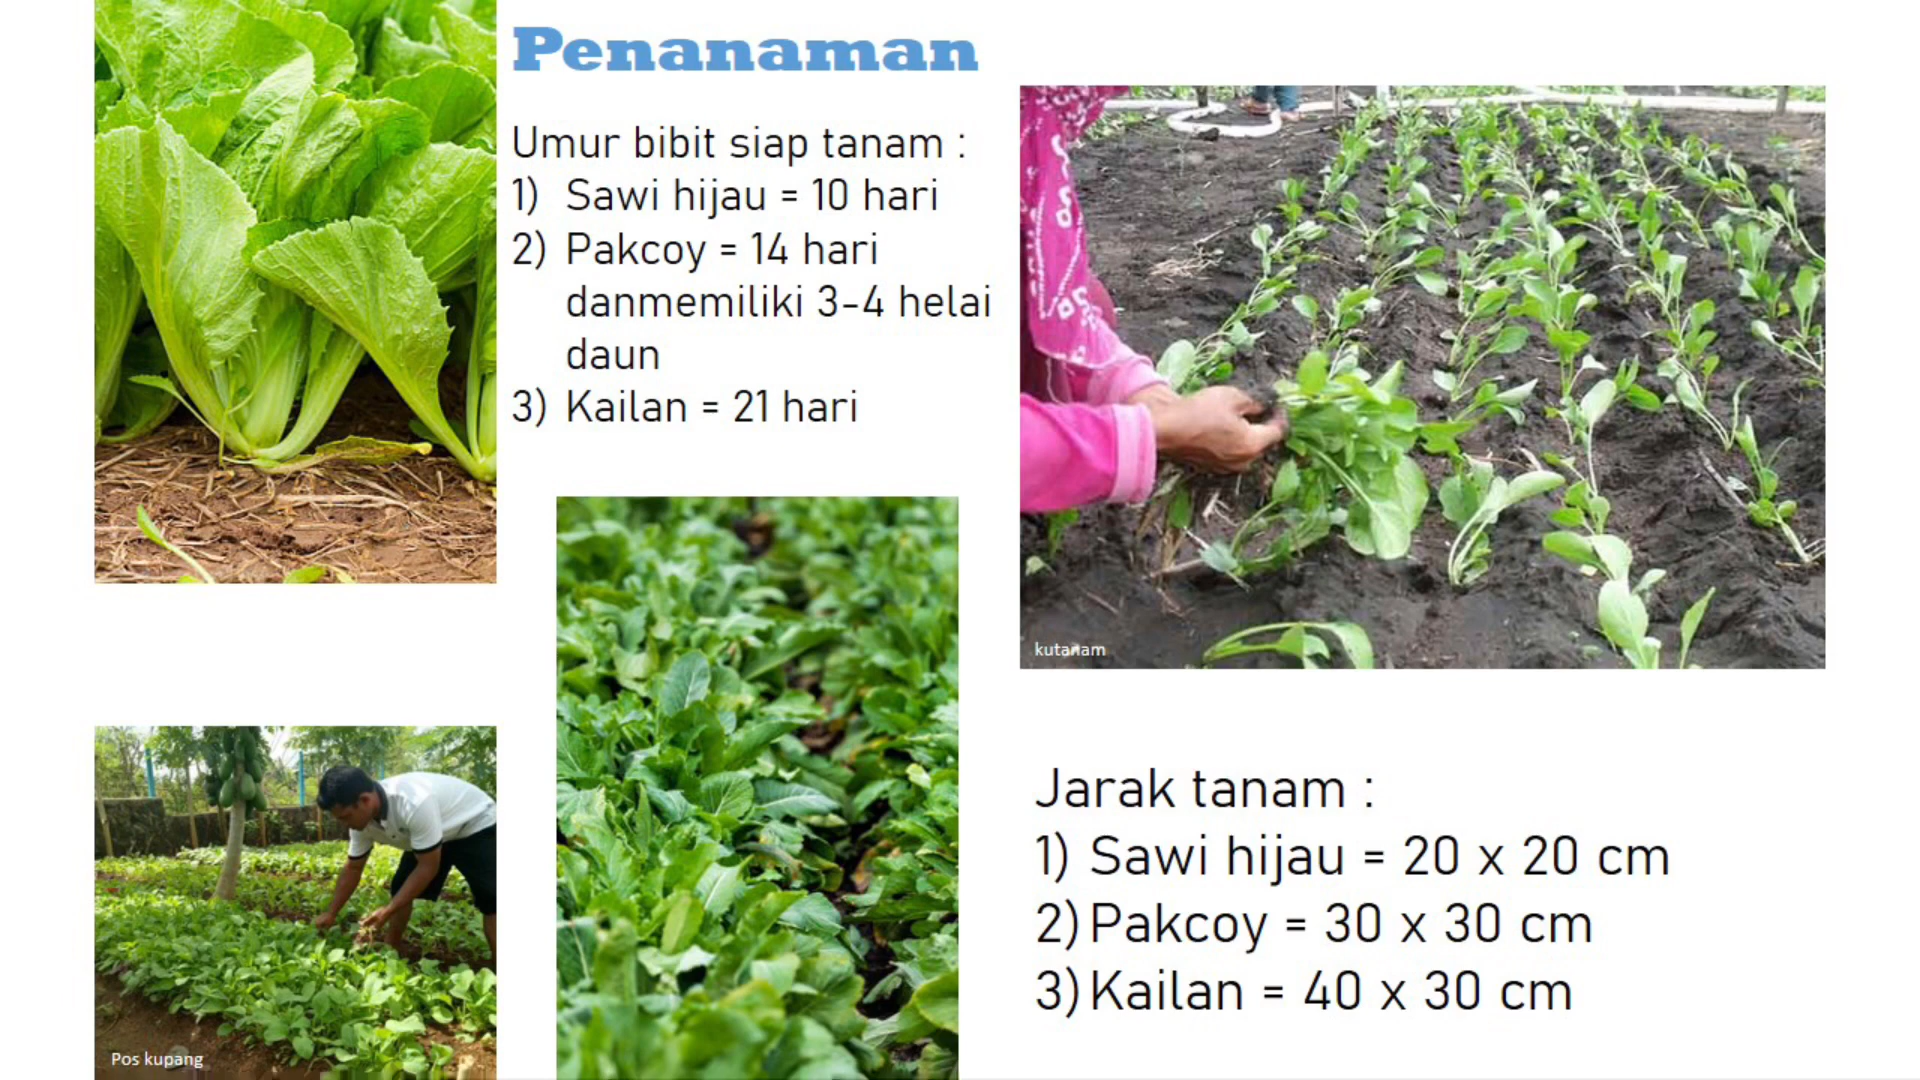 Penanaman
Umur bibit siap tanam :
1) Sawi hijau = 10 hari
2) Pakcoy = 14 hari
danmemiliki 3-4 helai
daun
3) Kailan = 21 hari
kutanam
Jarak tanam :
1) Sawi hijau = 20 x 20 cm
2) Pakcoy = 30 x 30 cm
3) Kailan = 40 x 30 cm
Pos kupang